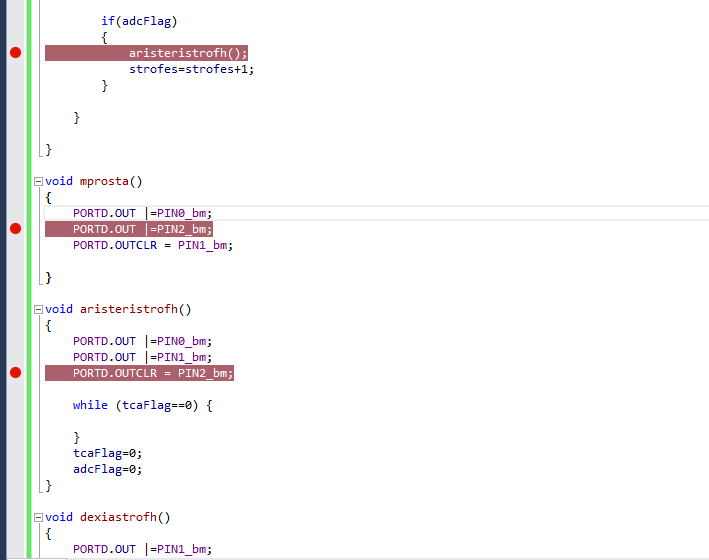 if(adcFlag)
{
aristeristrofh();
strofes=strofes+1;
}
}
}
void mprosta()
{
PORTD.OUT |=PIN0_bm;
PORTD.OUT |=PIN2_bm;
PORTD.OUTCLR = PIN1_bm;
}
void aristeristrofh()
{
PORTD.OUT |=PIN0_bm;
PORTD.OUT |=PIN1_bm;
PORTD.OUTCLR = PIN2_bm;
while (tcaFlag==0) {
}
tcaFlag=0;
adcFlag=0;
}
void dexiastrofh()
{
PORTD.OUT |=PIN1_bm;